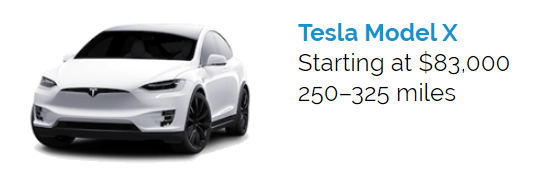 Tesla Model X
Starting at $83,000
250–325 miles